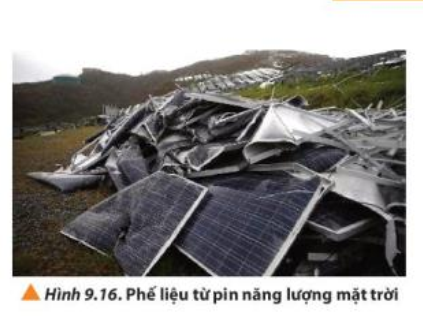 Hình 9.16. Phế liệu từ pin năng lượng mặt trời